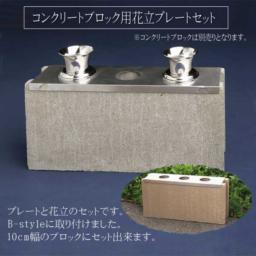 コンクリートブロック用花立プレートセット
※コンクリートブロックは別売りとなります。
プレートと花立のセットです。
B-styleに取り付けました。
10cm幅のブロックにセット出来ます。